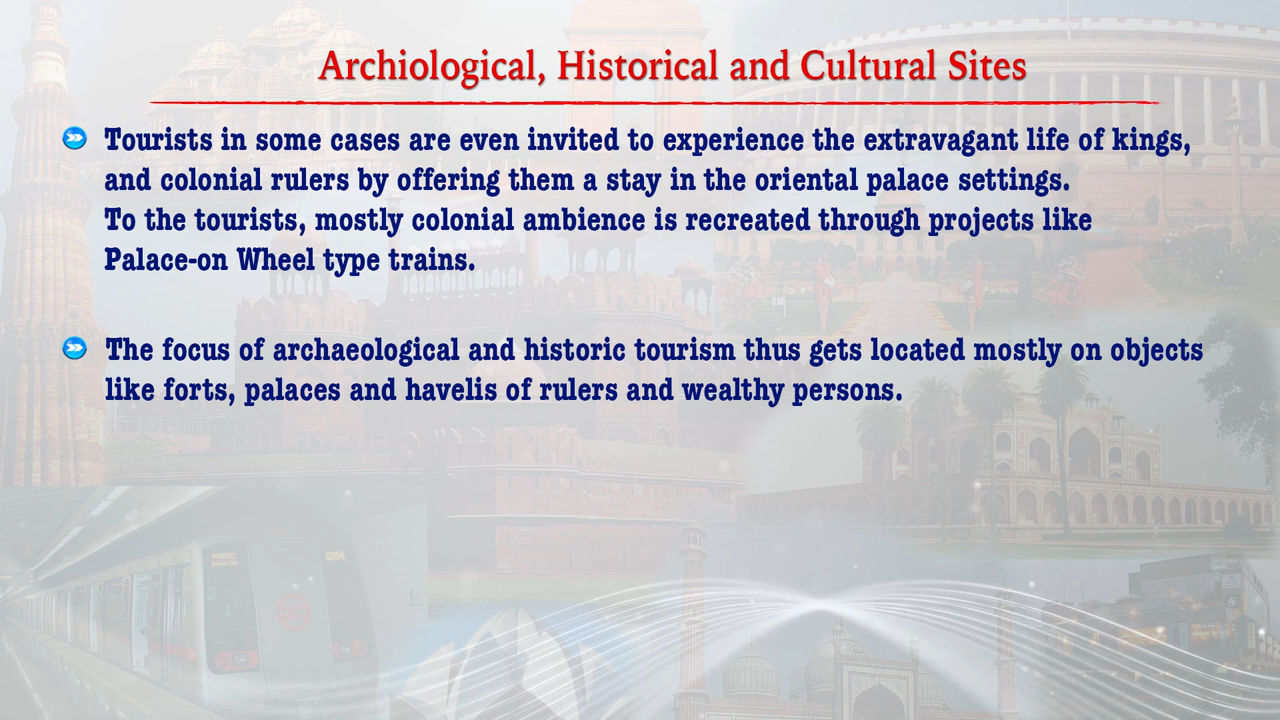 Archiological, Historical and Cultural Sites
Tourists in some cases are even invited to experience the extravagant life of kings,
and colonial rulers by offering them a stay in the oriental palace settings.
To the tourists, mostly colonial ambience is recreated through projects like
Palace-on Wheel type trains.
The focus of archaeological and historic tourism thus gets located mostly on objects
like forts, palaces and havelis of rulers and wealthy persons.